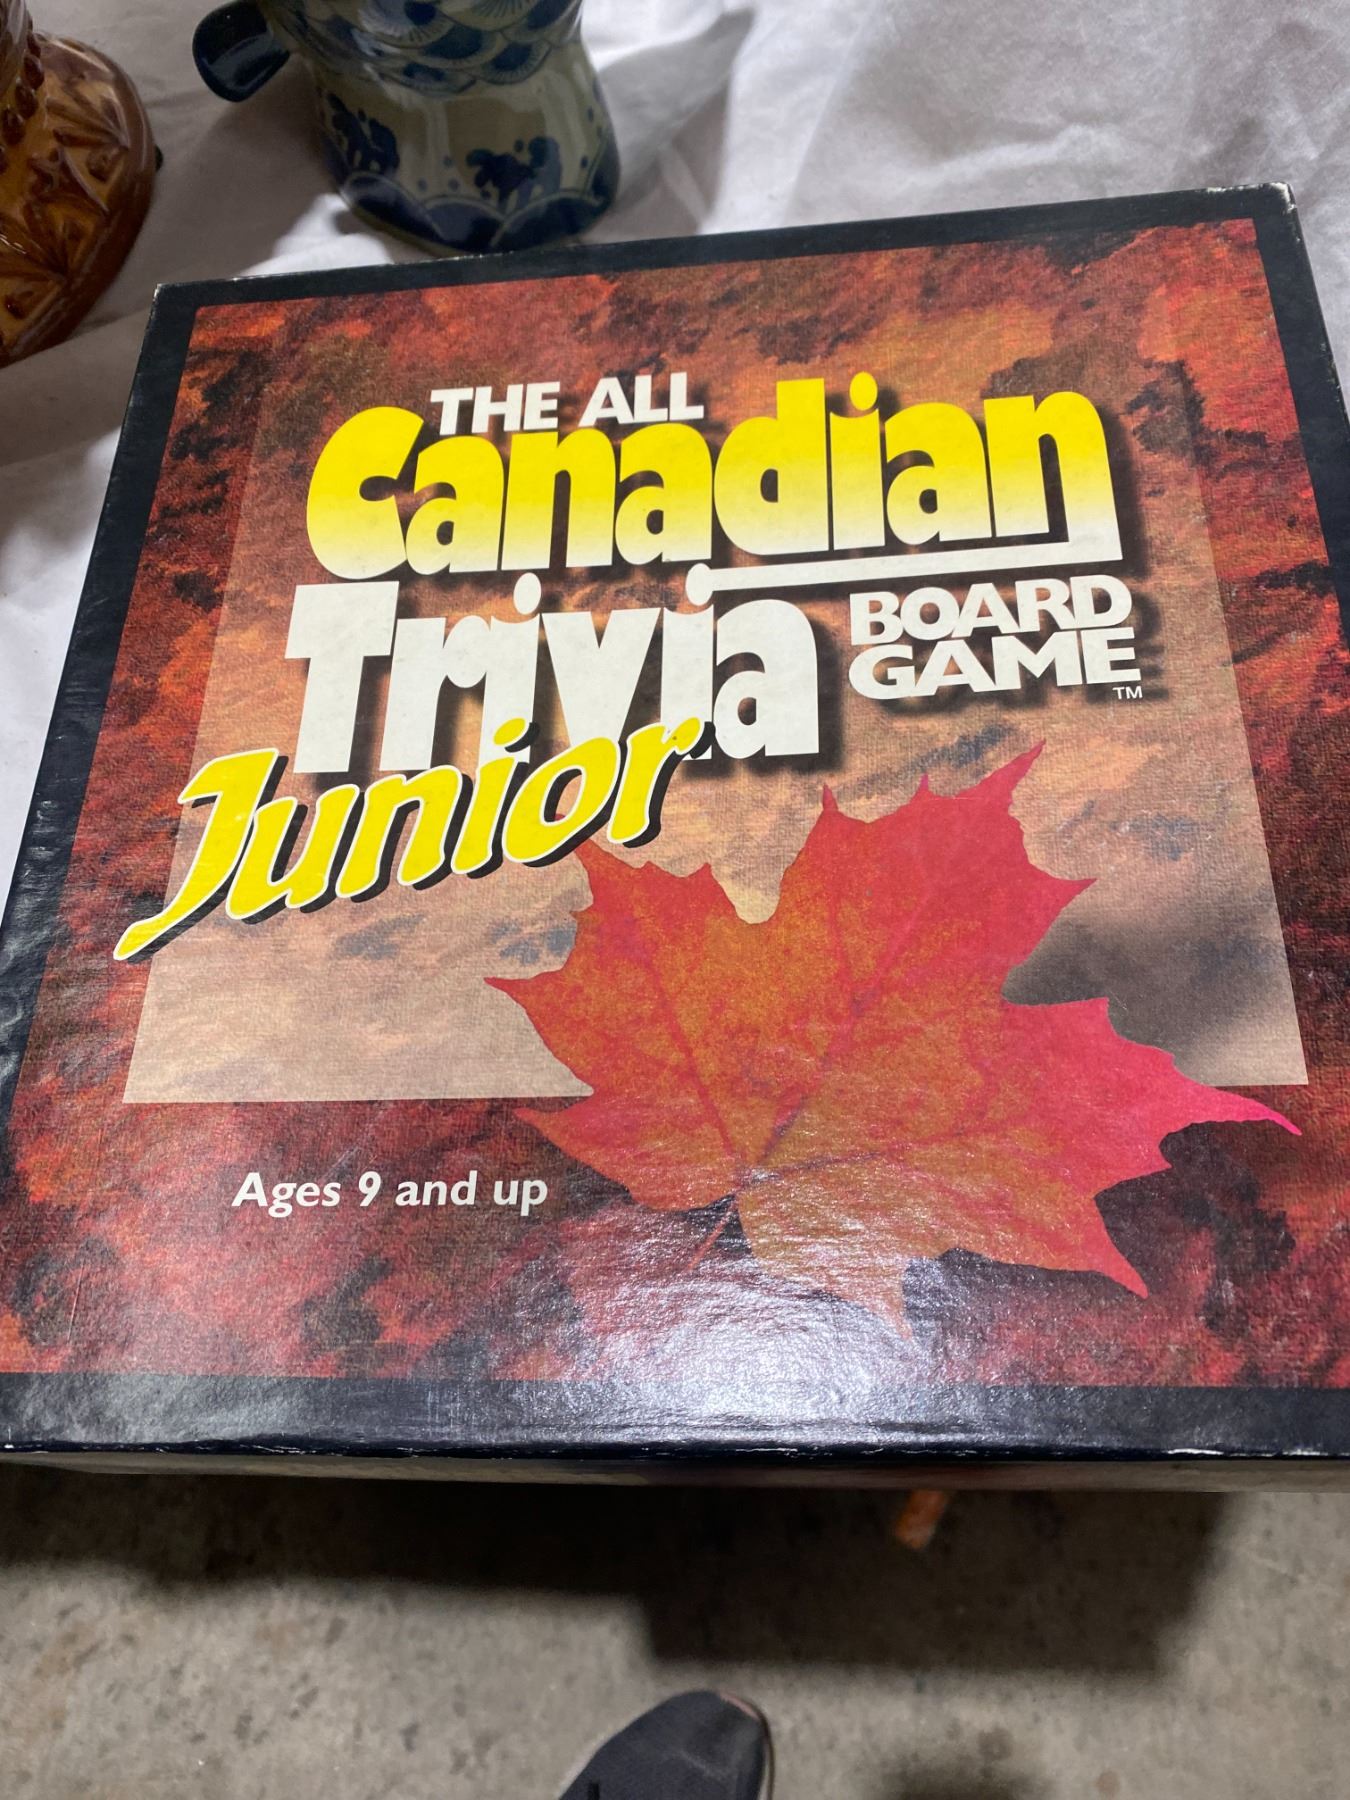 THE ALL
Canadian
Trivia
BOARD
GAME
TM
Junior
Ages 9 and up